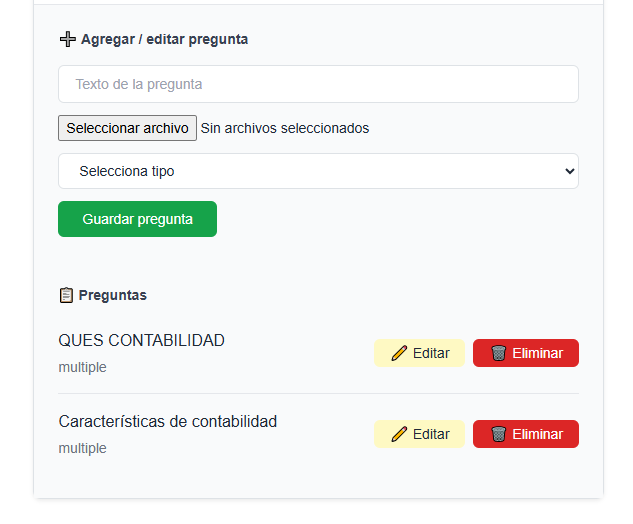 Agregar / editar pregunta
Texto de la pregunta
Seleccionar archivo Sin archivos seleccionados
Selecciona tipo
Guardar pregunta
Preguntas
QUES CONTABILIDAD
multiple
Editar
Eliminar
Características de contabilidad
multiple
Editar
Eliminar